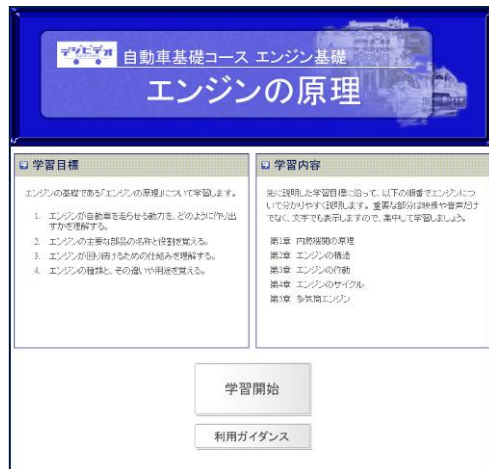 デジビデオ
自動車基礎コース エンジン基礎
エンジンの原理
学習目標
エンジンの基礎である「エンジンの原理」について学習します。
1. エンジンが自動車を走らせる動力を、どのように作り出
すかを理解する。
2. エンジンの主要な部品の名称と役割を覚える。
3. エンジンが回り続けるための仕組みを理解する。
4. エンジンの種類と、その違いや用途を覚える。
学習内容
先に説明した学習目標に沿って、以下の順番でエンジンにつ
いて分かりやすく説明します。重要な部分は映像や音声だけ
でなく、文字でも表示しますので、集中して学習しましょう。
第1章 内燃機関の原理
第2章 エンジンの構造
第3章 エンジンの作動
第4章 エンジンのサイクル
第5章 多気筒エンジン
学習開始
利用ガイダンス